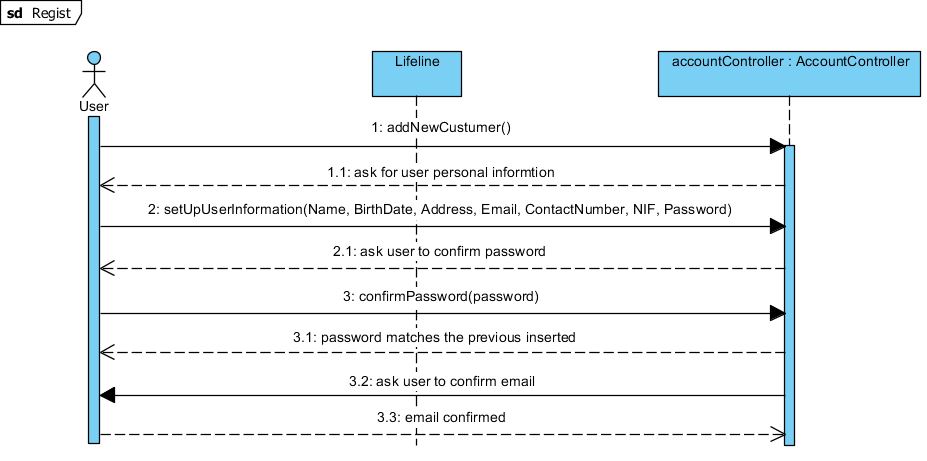 sd Regist
Lifeline
accountController : AccountController
User
1: addNewCustumer()
1.1: ask for user personal informtion
2: setUpUserInformation(Name, BirthDate, Address, Email, ContactNumber, NIF, Password)
2.1: ask user to confirm password
3: confirmPassword(password)
3.1: password matches the previous inserted
3.2: ask user to confirm email
3.3: email confirmed